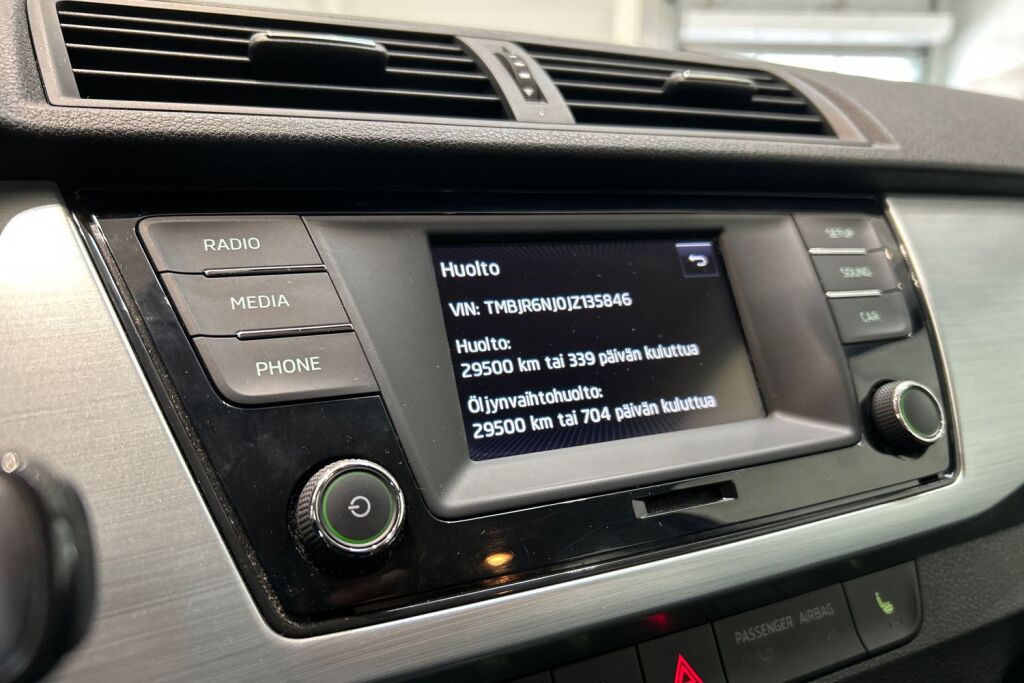 RADIO
MEDIA
PHONE
Huolto
VIN: TMBJR6NJ0JZ135846
Huolto:
29500 km tai 339 päivän kuluttua
Öljynvaihtohuolto:
29500 km tai 704 päivän kuluttua
SETUP
SOUND
CAR
PASSENGER AIRBAG